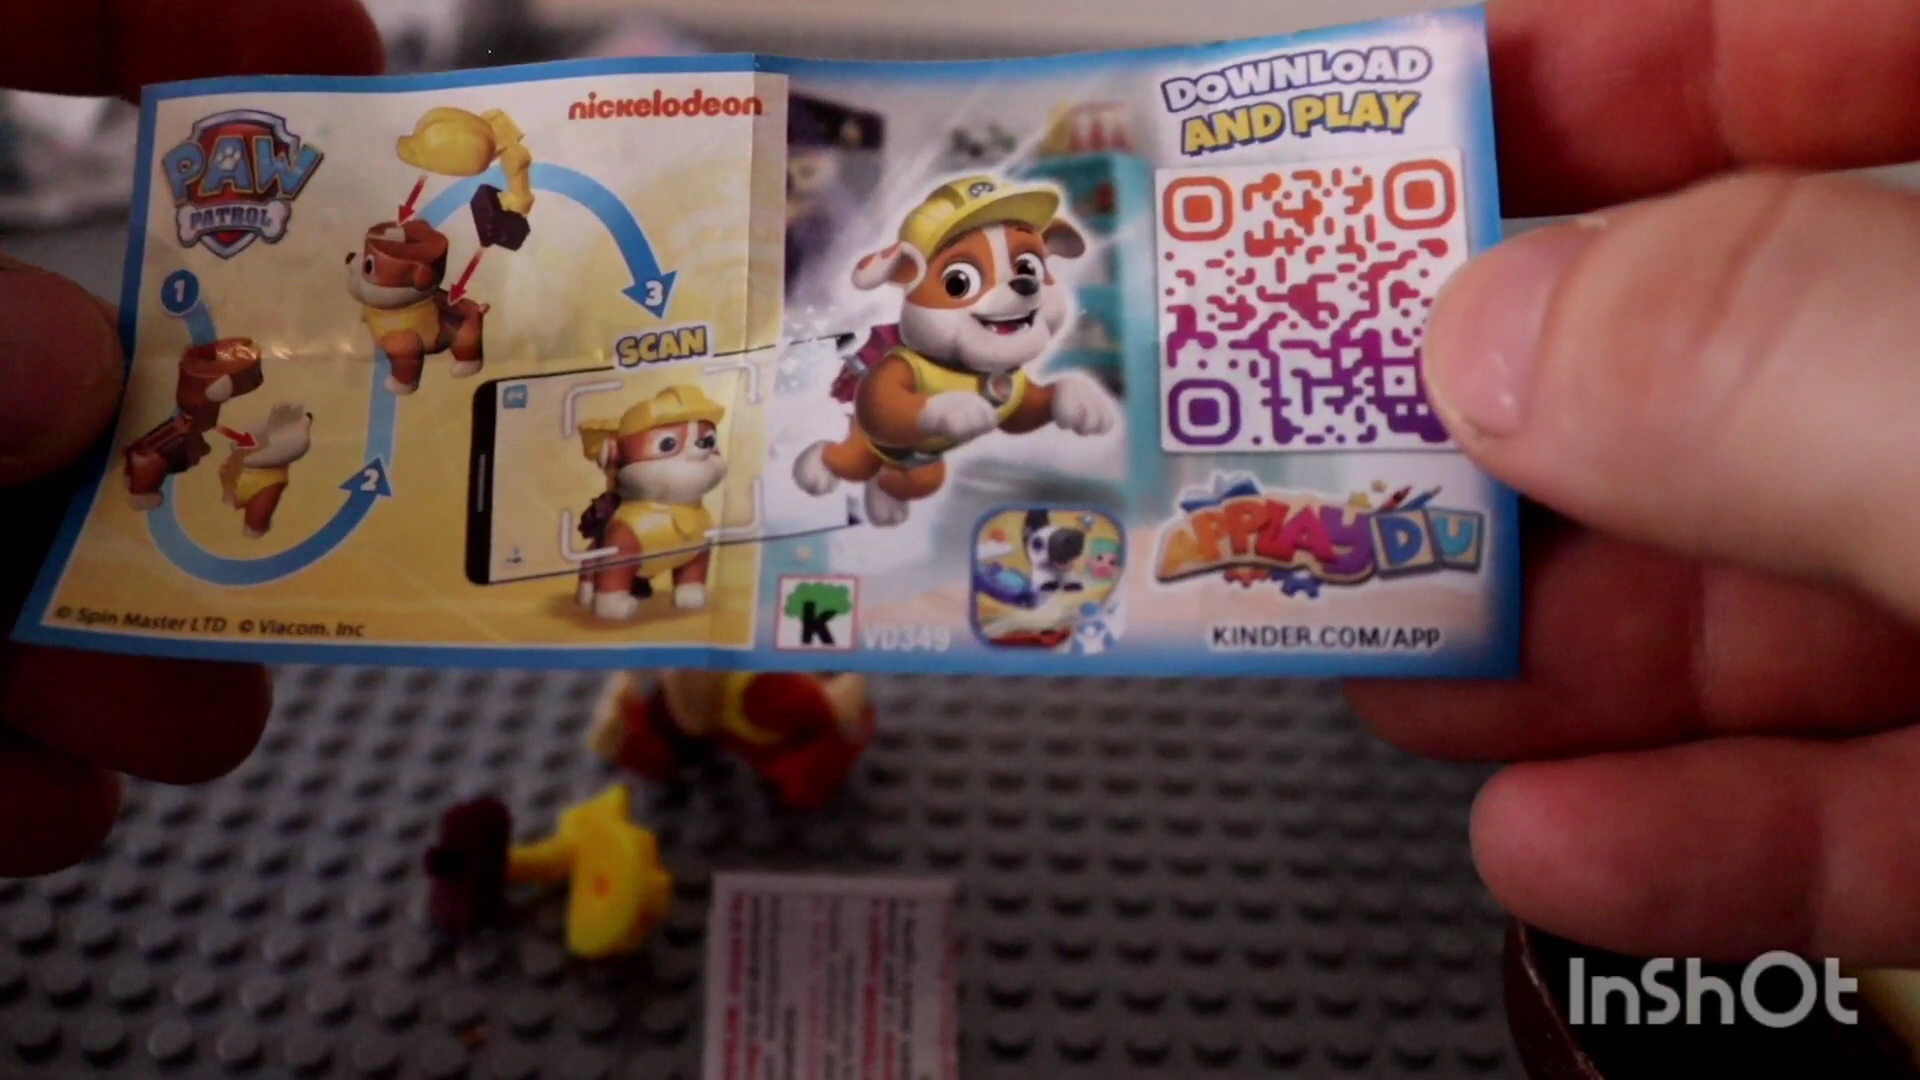 PAW
PATROL
nickelodeon
1
2
3
SCAN
© Spin Master LTD © Viacom, Inc
DOWNLOAD
AND PLAY
APPLAYDU
k
VD349
KINDER.COM/APP
InShOt